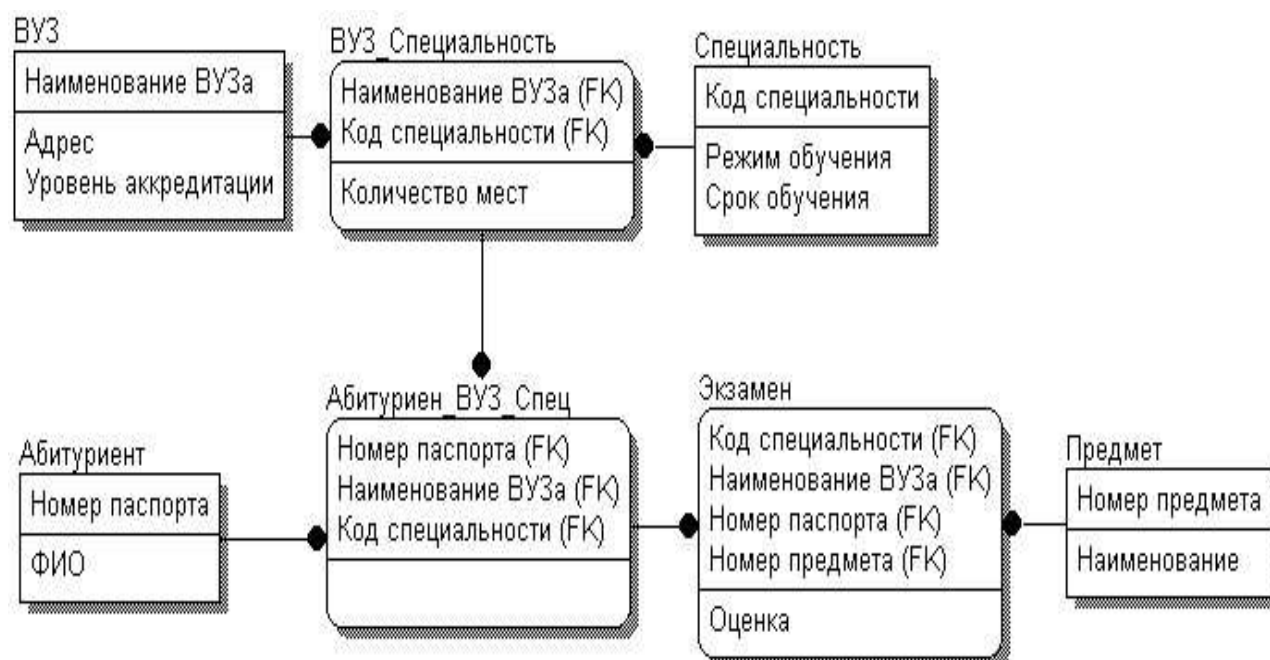 ВУЗ
Наименование ВУЗа
Адрес
Уровень аккредитации
ВУЗ_Специальность
Наименование ВУЗа (FK)
Код специальности (FK)
Количество мест
Специальность
Код специальности
Режим обучения
Срок обучения
Абитуриент
Номер паспорта
ФИО
Абитуриен_ВУЗ_Спец
Номер паспорта (FK)
Наименование ВУЗа (FK)
Код специальности (FK)
Экзамен
Код специальности (FK)
Наименование ВУЗа (FK)
Номер паспорта (FK)
Номер предмета (FK)
Оценка
Предмет
Номер предмета
Наименование